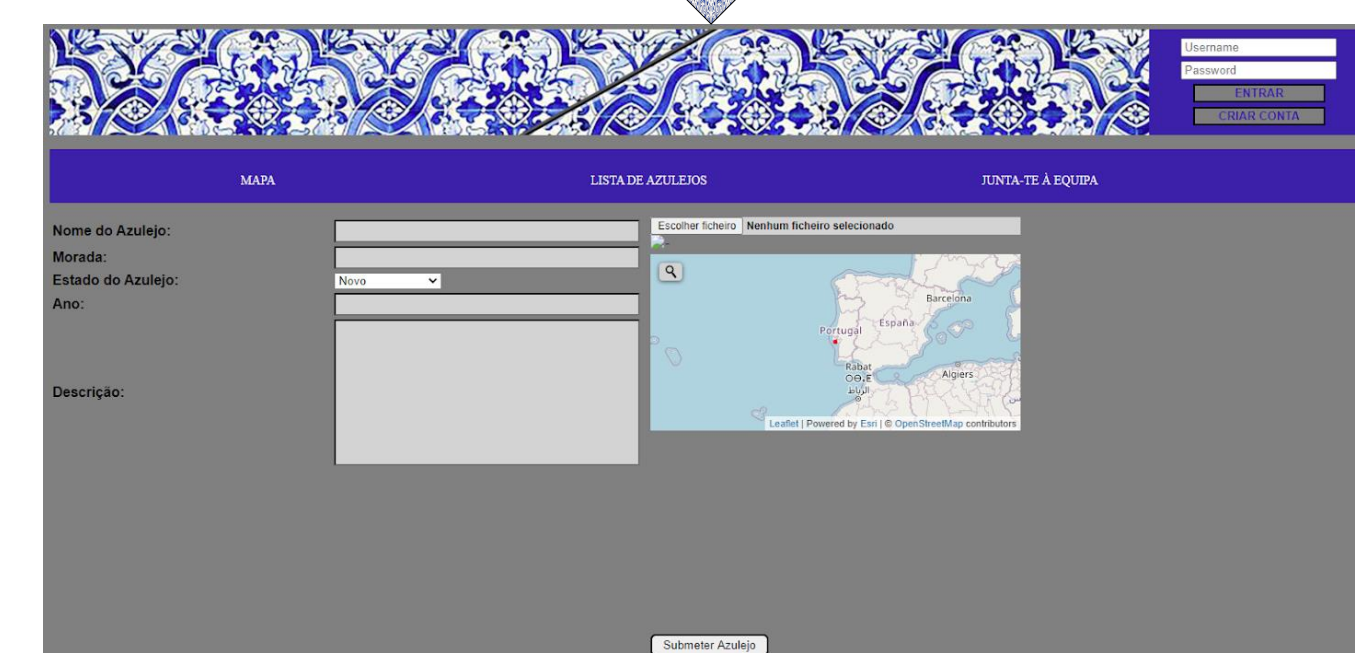 Username
Password
ENTRAR
CRIAR CONTA
MAPA
LISTA DE AZULEJOS
JUNTA-TE À EQUIPA
Nome do Azulejo:
Morada:
Estado do Azulejo:
Novo
Ano:
Descrição:
Escolher ficheiro Nenhum ficheiro selecionado
Barcelona
Portugal
España
Rabat
ⵔⴱⴰⵟ
الرباط
Algiers
Leaflet | Powered by Esri | © OpenStreetMap contributors
Submeter Azulejo